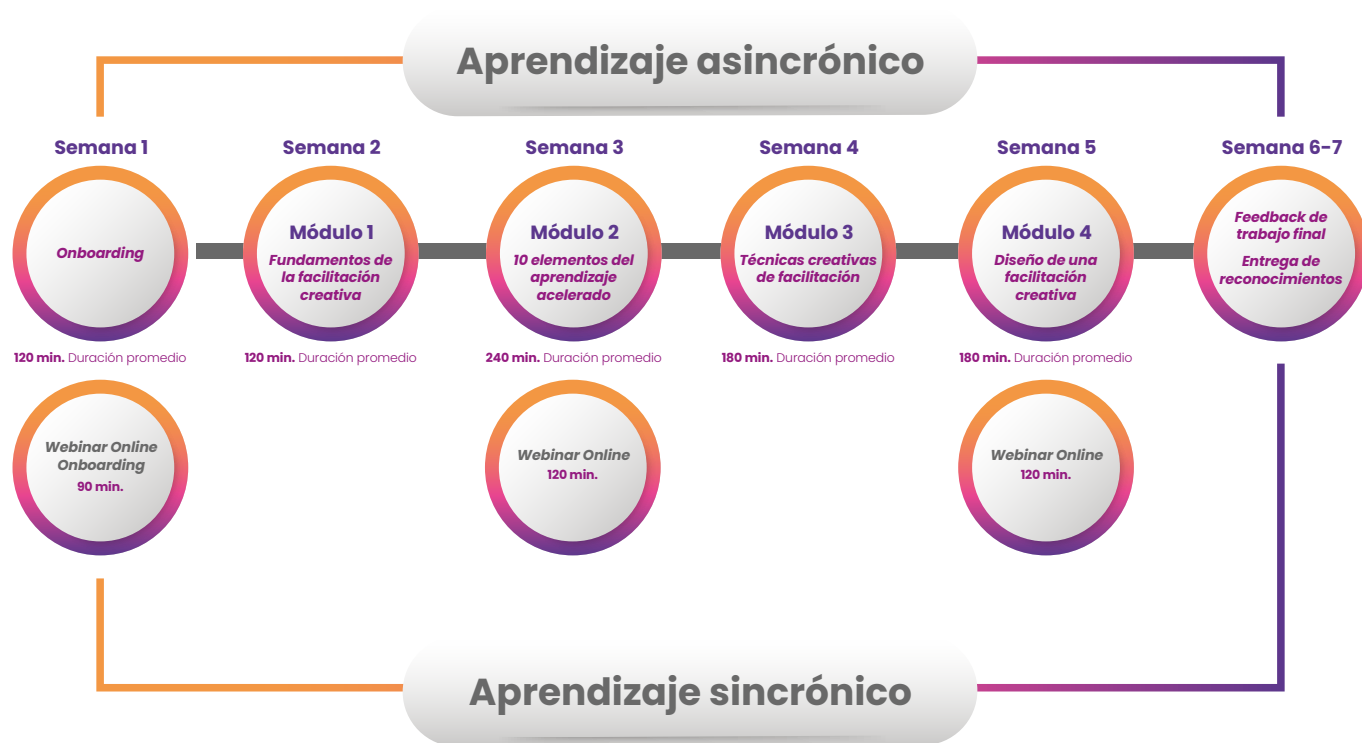 Aprendizaje asincrónico
Semana 1
Onboarding
120 min. Duración promedio
Semana 2
Módulo 1
Fundamentos de
la facilitación
creativa
120 min. Duración promedio
Semana 3
Módulo 2
10 elementos del
aprendizaje
acelerado
240 min. Duración promedio
Semana 4
Módulo 3
Técnicas creativas
de facilitación
180 min. Duración promedio
Semana 5
Módulo 4
Diseño de una
facilitación
creativa
180 min. Duración promedio
Semana 6-7
Feedback de
trabajo final
Entrega de
reconocimientos
Webinar Online
Onboarding
90 min.
Webinar Online
120 min.
Webinar Online
120 min.
Aprendizaje sincrónico